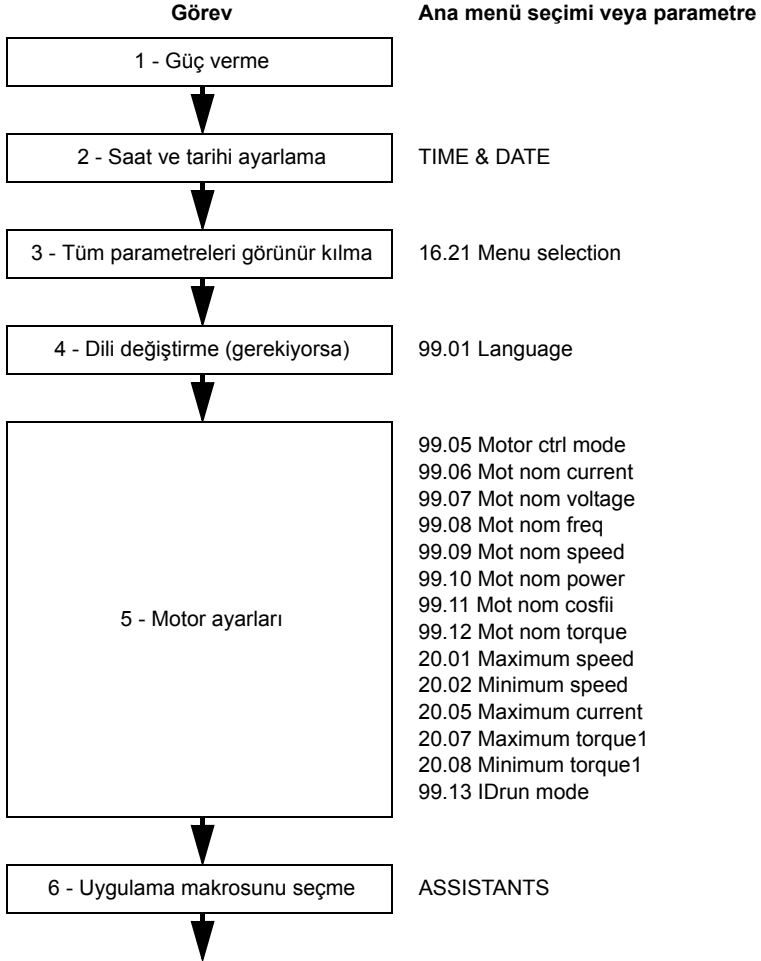 Görev Ana menü seçimi veya parametre
1 - Güç verme
2 - Saat ve tarihi ayarlama TIME & DATE
3 - Tüm parametreleri görünür kılma 16.21 Menu selection
4 - Dili değiştirme (gerekiyorsa) 99.01 Language
5 - Motor ayarları
99.05 Motor ctrl mode
99.06 Mot nom current
99.07 Mot nom voltage
99.08 Mot nom freq
99.09 Mot nom speed
99.10 Mot nom power
99.11 Mot nom cosfii
99.12 Mot nom torque
20.01 Maximum speed
20.02 Minimum speed
20.05 Maximum current
20.07 Maximum torque1
20.08 Minimum torque1
99.13 IDrun mode
6 - Uygulama makrosunu seçme ASSISTANTS